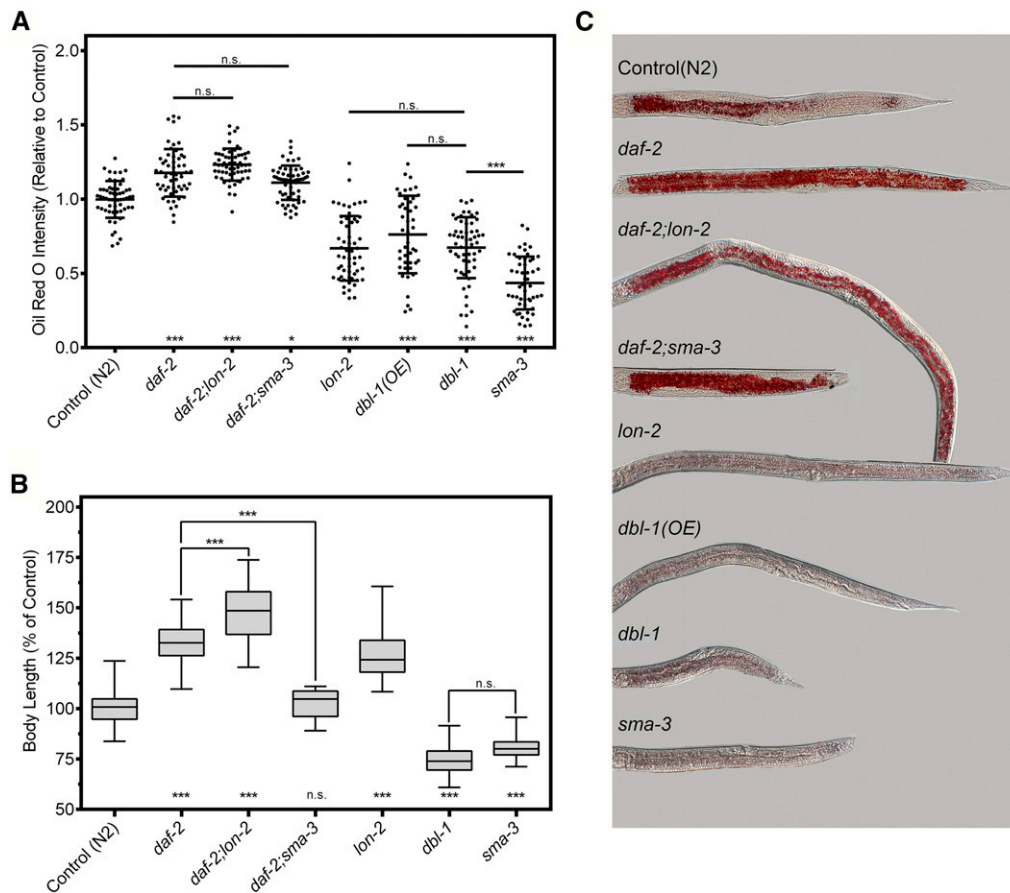 A
Oil Red O Intensity (Relative to Control)
2.0
1.5
1.0
0.5
0.0
n.s.
n.s.
n.s.
n.s.
***
*** *** * *** *** *** ***
Control (N2) daf-2 daf-2;lon-2 daf-2;sma-3 lon-2 dbl-1(OE) dbl-1 sma-3
B
Body Length (% of Control)
200
175
150
125
100
75
50
***
***
n.s.
*** *** n.s. *** *** ***
Control (N2) daf-2 daf-2;lon-2 daf-2;sma-3 lon-2 dbl-1 sma-3
C
Control(N2)
daf-2
daf-2;lon-2
daf-2;sma-3
lon-2
dbl-1(OE)
dbl-1
sma-3